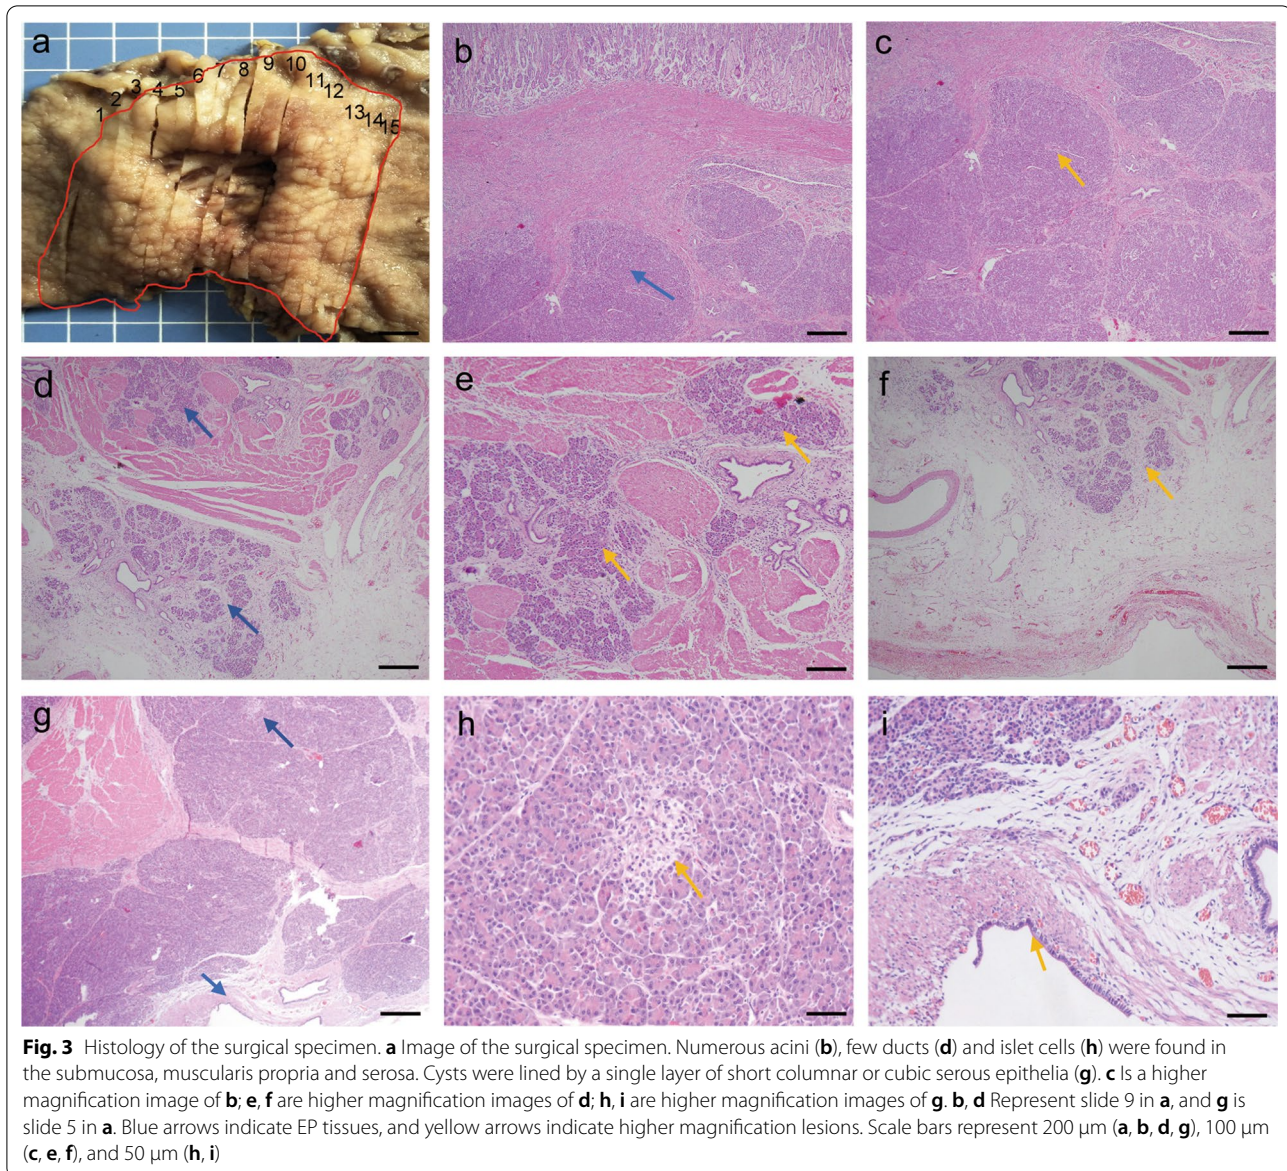 a
1
2
3
4
5
6
7
8
9
10
11
12
13
14
15
b
c
d
e
f
g
h
i
Fig. 3 Histology of the surgical specimen. a Image of the surgical specimen. Numerous acini (b), few ducts (d) and islet cells (h) were found in
the submucosa, muscularis propria and serosa. Cysts were lined by a single layer of short columnar or cubic serous epithelia (g). c Is a higher
magnification image of b; e, f are higher magnification images of d; h, i are higher magnification images of g. b, d Represent slide 9 in a, and g is
slide 5 in a. Blue arrows indicate EP tissues, and yellow arrows indicate higher magnification lesions. Scale bars represent 200 μm (a, b, d, g), 100 μm
(c, e, f), and 50 μm (h, i)